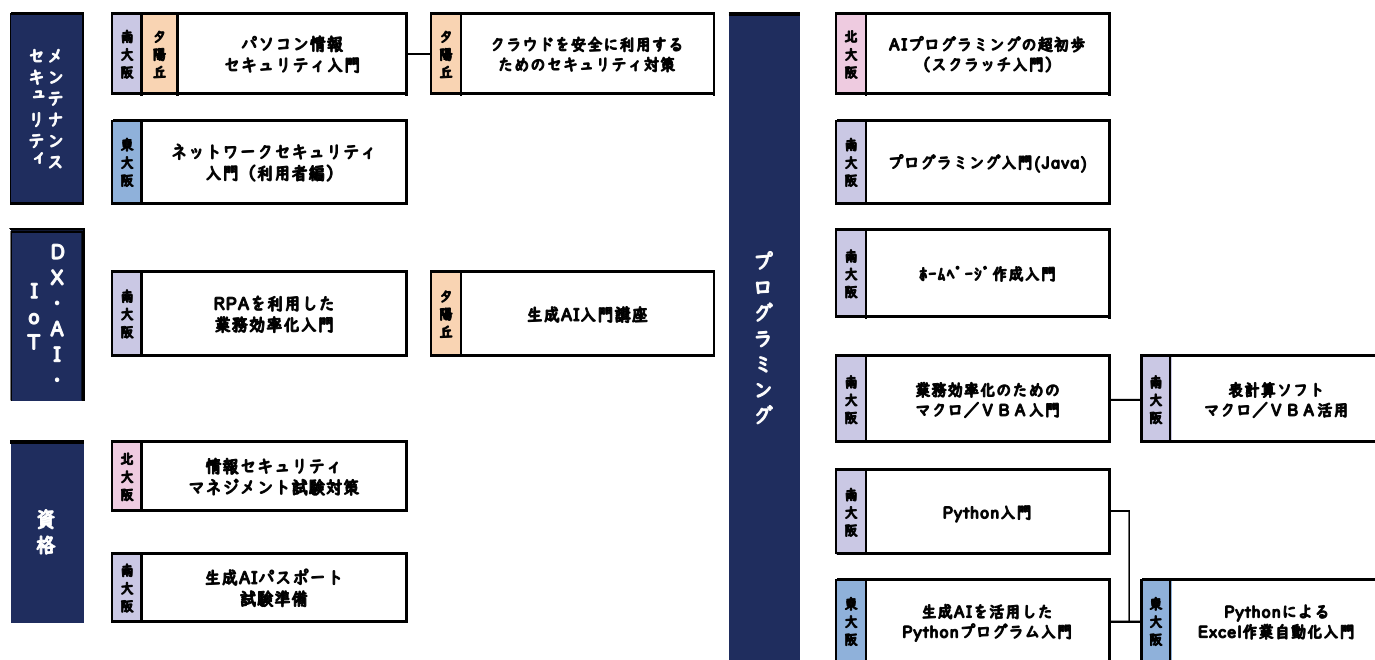 メンテナンス
セキュリティ
南大阪
夕陽丘
パソコン情報
セキュリティ入門
夕陽丘
クラウドを安全に利用する
ためのセキュリティ対策
東大阪
ネットワークセキュリティ
入門（利用者編）
DX・AI・
IoT
南大阪
RPAを利用した
業務効率化入門
夕陽丘
生成AI入門講座
資格
北大阪
情報セキュリティ
マネジメント試験対策
南大阪
生成AIパスポート
試験準備
プログラミング
北大阪
AIプログラミングの超初歩
（スクラッチ入門）
南大阪
プログラミング入門(Java)
南大阪
ﾎｰﾑﾍﾟｰｼﾞ作成入門
南大阪
業務効率化のための
マクロ／ＶＢＡ入門
南大阪
表計算ソフト
マクロ／ＶＢＡ活用
南大阪
Python入門
東大阪
生成AIを活用した
Pythonプログラム入門
東大阪
Pythonによる
Excel作業自動化入門